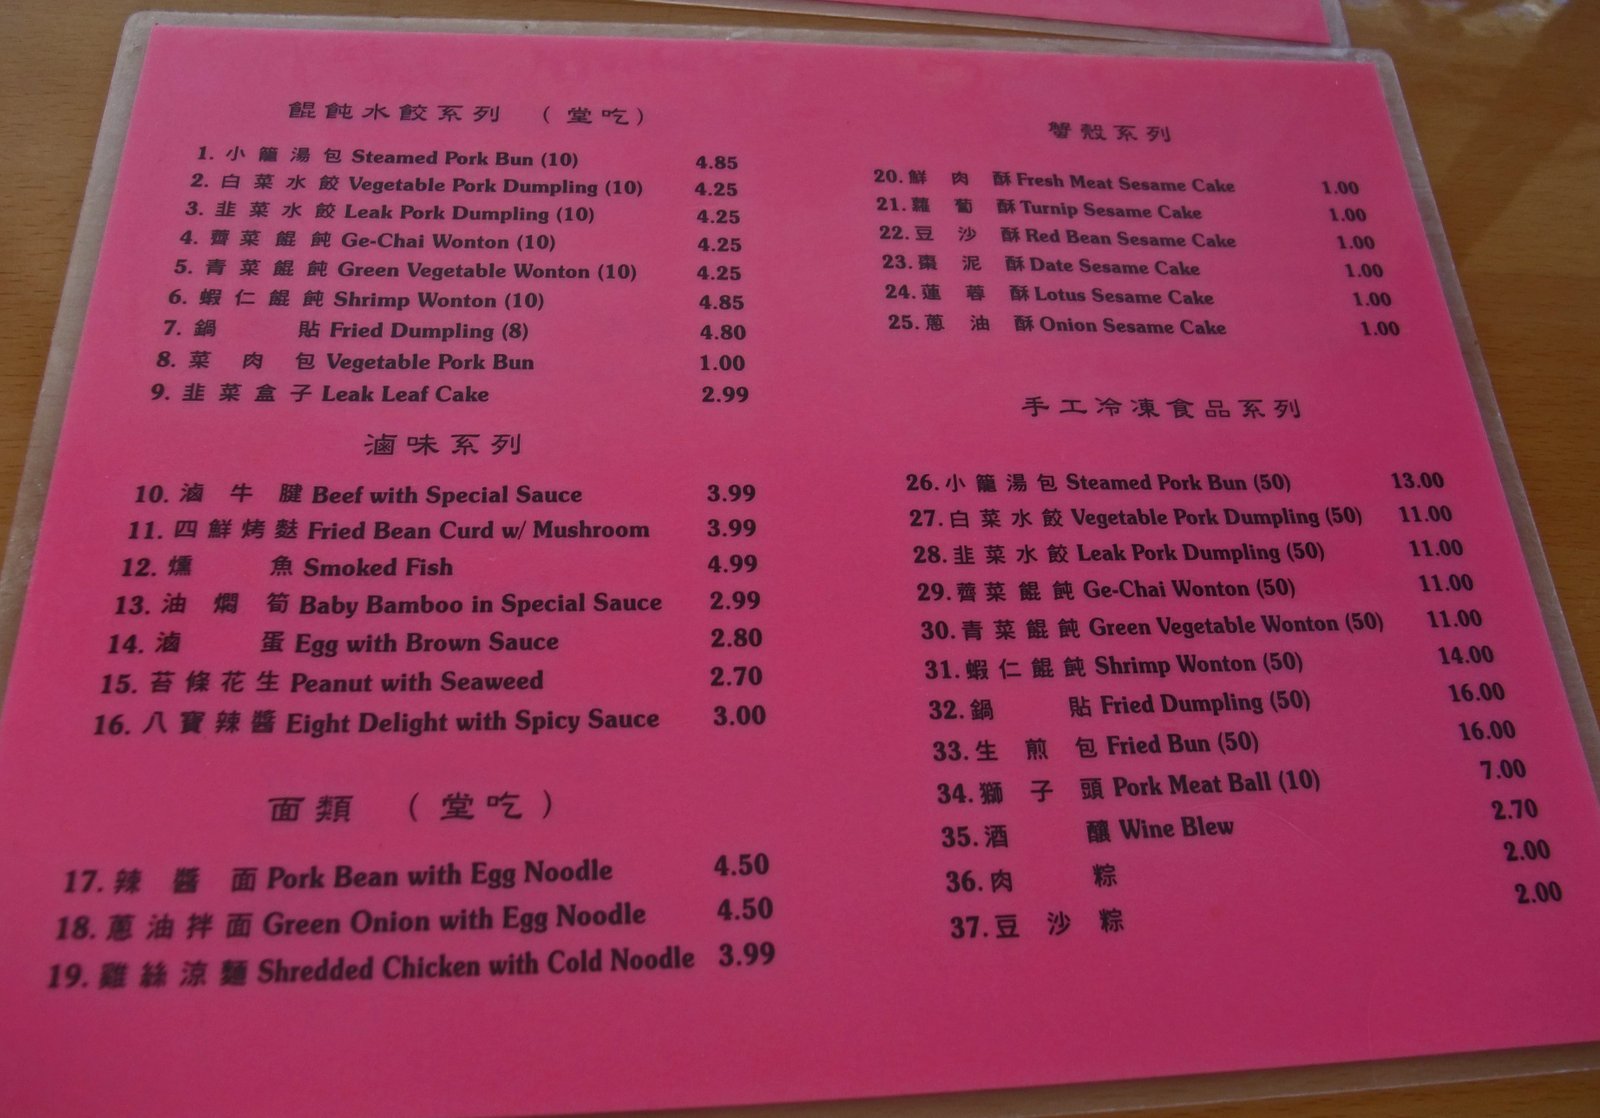 餛飩水餃系列 (堂吃)
1. 小籠湯包 Steamed Pork Bun (10) 4.85
2. 白菜水餃 Vegetable Pork Dumpling (10) 4.25
3. 韭菜水餃 Leak Pork Dumpling (10) 4.25
4. 薺菜餛飩 Ge-Chai Wonton (10) 4.25
5. 青菜餛飩 Green Vegetable Wonton (10) 4.25
6. 蝦仁餛飩 Shrimp Wonton (10) 4.85
7. 鍋貼 Fried Dumpling (8) 4.80
8. 菜肉包 Vegetable Pork Bun 1.00
9. 韭菜盒子 Leak Leaf Cake 2.99
滷味系列
10. 滷牛腱 Beef with Special Sauce 3.99
11. 四鮮烤麩 Fried Bean Curd w/ Mushroom 3.99
12. 燻魚 Smoked Fish 4.99
13. 油燜筍 Baby Bamboo in Special Sauce 2.99
14. 滷蛋 Egg with Brown Sauce 2.80
15. 苔條花生 Peanut with Seaweed 2.70
16. 八寶辣醬 Eight Delight with Spicy Sauce 3.00
面類 (堂吃)
17. 辣醬面 Pork Bean with Egg Noodle 4.50
18. 蔥油拌面 Green Onion with Egg Noodle 4.50
19. 雞絲涼麵 Shredded Chicken with Cold Noodle 3.99
蟹殼系列
20. 鮮肉酥 Fresh Meat Sesame Cake 1.00
21. 蘿蔔酥 Turnip Sesame Cake 1.00
22. 豆沙酥 Red Bean Sesame Cake 1.00
23. 棗泥酥 Date Sesame Cake 1.00
24. 蓮蓉酥 Lotus Sesame Cake 1.00
25. 蔥油酥 Onion Sesame Cake 1.00
手工冷凍食品系列
26. 小籠湯包 Steamed Pork Bun (50) 13.00
27. 白菜水餃 Vegetable Pork Dumpling (50) 11.00
28. 韭菜水餃 Leak Pork Dumpling (50) 11.00
29. 薺菜餛飩 Ge-Chai Wonton (50) 11.00
30. 青菜餛飩 Green Vegetable Wonton (50) 11.00
31. 蝦仁餛飩 Shrimp Wonton (50) 14.00
32. 鍋貼 Fried Dumpling (50) 16.00
33. 生煎包 Fried Bun (50) 16.00
34. 獅子頭 Pork Meat Ball (10) 7.00
35. 酒釀 Wine Blew 2.70
36. 肉粽 2.00
37. 豆沙粽 2.00